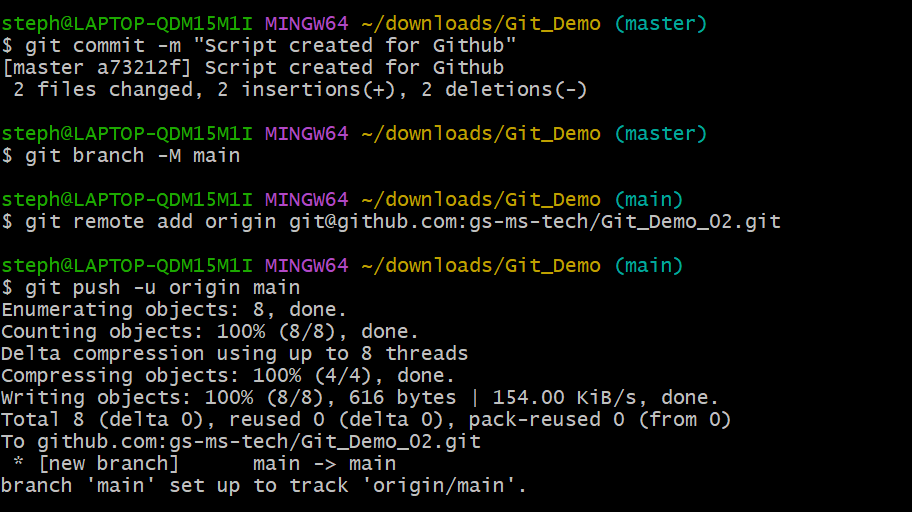 steph@LAPTOP-QDM15M1I MINGW64 ~/downloads/Git_Demo (master)
$ git commit -m "Script created for Github"
[master a73212f] Script created for Github
 2 files changed, 2 insertions(+), 2 deletions(-)
steph@LAPTOP-QDM15M1I MINGW64 ~/downloads/Git_Demo (master)
$ git branch -M main
steph@LAPTOP-QDM15M1I MINGW64 ~/downloads/Git_Demo (main)
$ git remote add origin git@github.com:gs-ms-tech/Git_Demo_02.git
steph@LAPTOP-QDM15M1I MINGW64 ~/downloads/Git_Demo (main)
$ git push -u origin main
Enumerating objects: 8, done.
Counting objects: 100% (8/8), done.
Delta compression using up to 8 threads
Compressing objects: 100% (4/4), done.
Writing objects: 100% (8/8), 616 bytes | 154.00 KiB/s, done.
Total 8 (delta 0), reused 0 (delta 0), pack-reused 0 (from 0)
To github.com:gs-ms-tech/Git_Demo_02.git
 * [new branch]      main -> main
branch 'main' set up to track 'origin/main'.